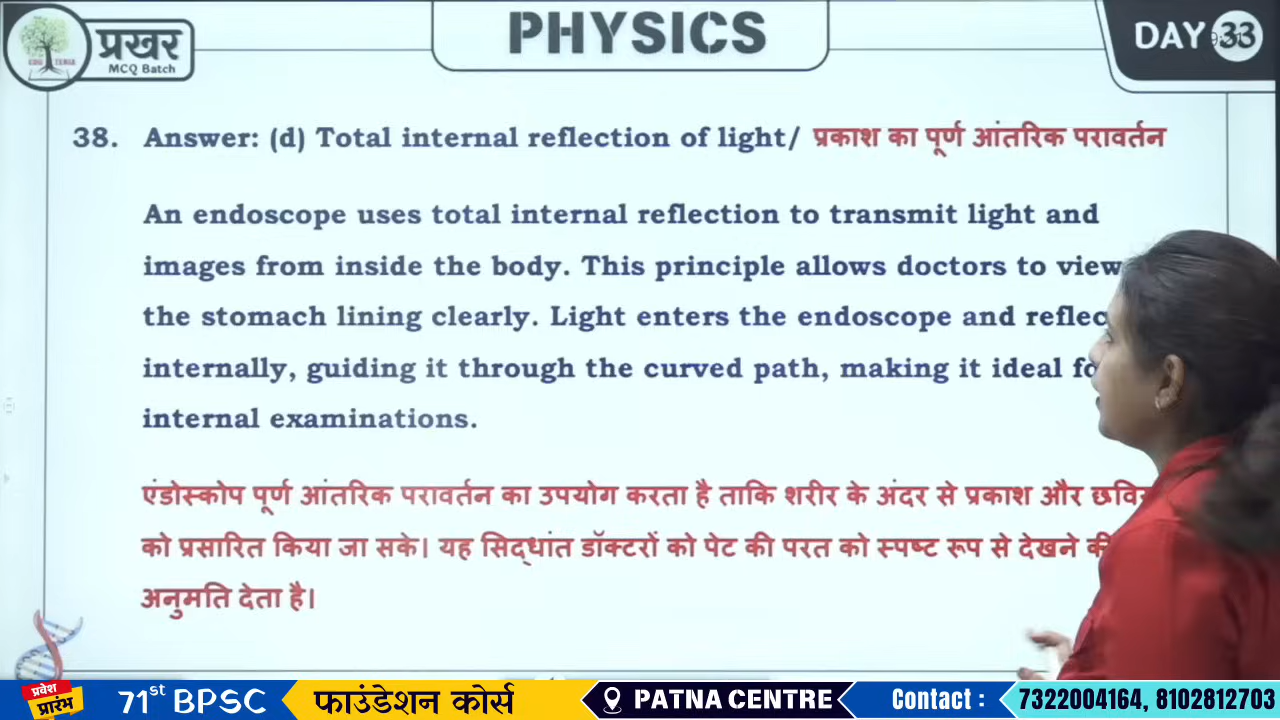 प्रखर
MCQ Batch
PHYSICS
DAY 33
38. Answer: (d) Total internal reflection of light/ प्रकाश का पूर्ण आंतरिक परावर्तन
An endoscope uses total internal reflection to transmit light and
images from inside the body. This principle allows doctors to view
the stomach lining clearly. Light enters the endoscope and
internally, guiding it through the curved path, making it ideal
internal examinations.
एंडोस्कोप पूर्ण आंतरिक परावर्तन का उपयोग करता है ताकि शरीर के अंदर से प्रकाश और
को प्रसारित किया जा सके। यह सिद्धांत डॉक्टरों को पेट की परत को स्पष्ट रूप से देखने
अनुमति देता है।
प्रवेश
प्रारंभ
71st BPSC
फाउंडेशन कोर्स
PATNA CENTRE
Contact :
7322004164, 8102812703